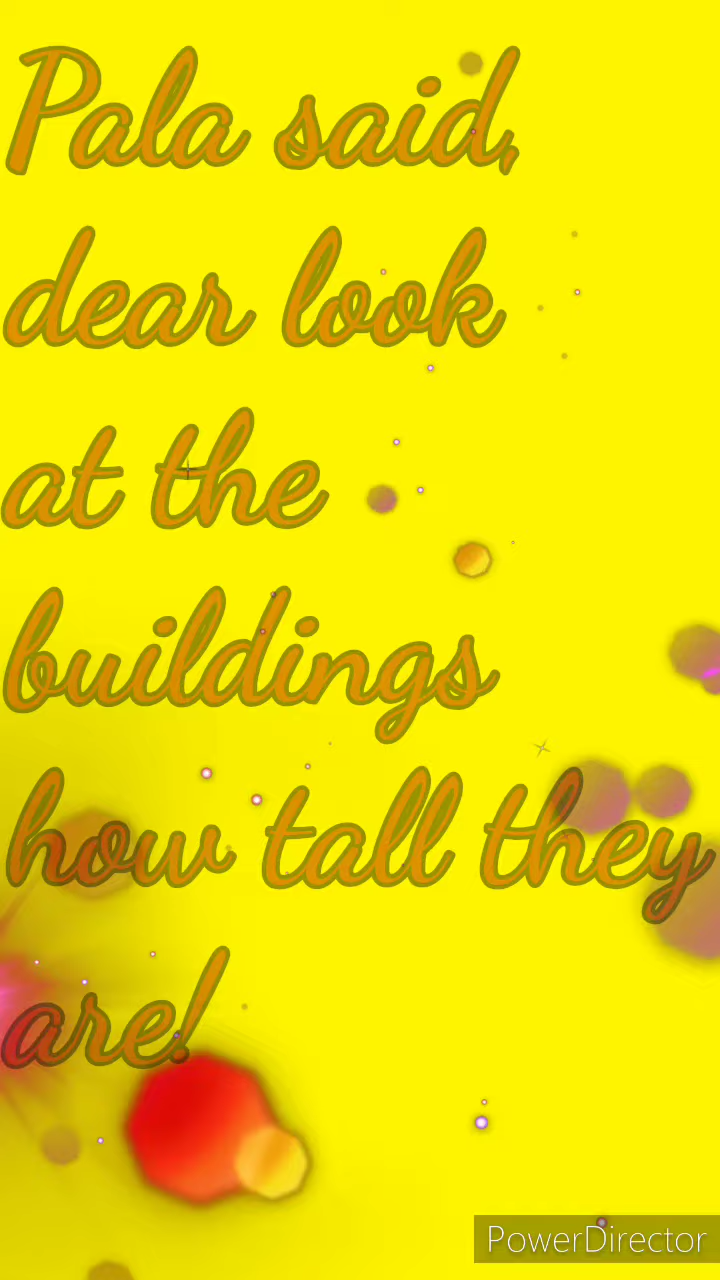 Pala said,
dear look
at the
buildings
how tall they
are!
PowerDirector